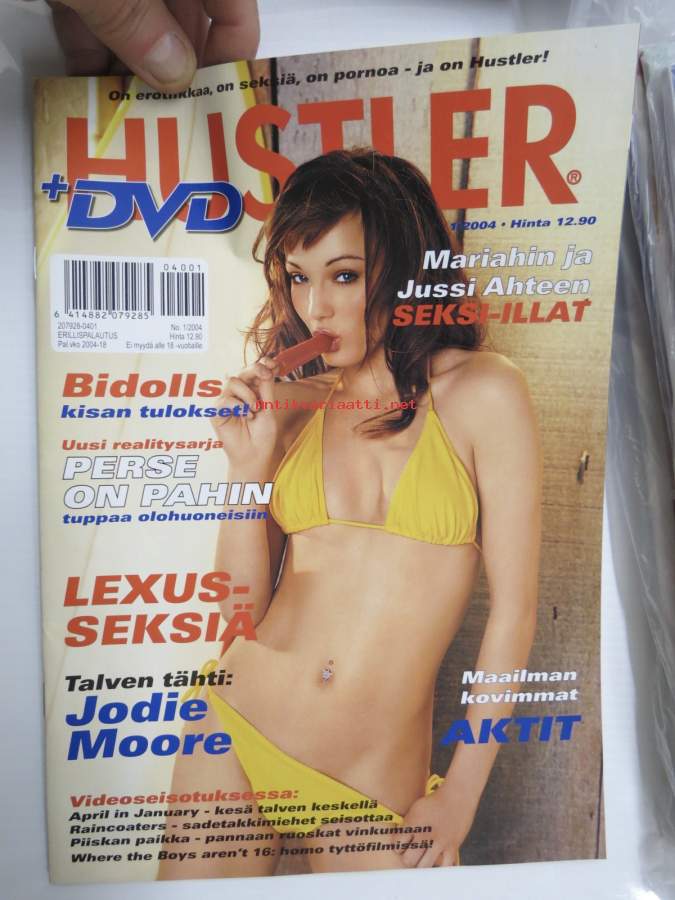 On erotiikkaa, on seksiä, on pornoa - ja on Hustler!
HUSTLER®
+DVD
1/2004 • Hinta 12.90
Mariahin ja
Jussi Ahteen
SEKSI-ILLAT
04001
6 414882 079285
207928-0401 No. 1/2004
ERILLISPALAUTUS Hinta 12.90
Pal.vko 2004-18 Ei myydä alle 18 -vuotiaille
Bidolls
kisan tulokset!
antikvariaatti.net
Uusi realitysarja
PERSE
ON PAHIN
tuppaa olohuoneisiin
LEXUS-
SEKSIÄ
Talven tähti:
Jodie
Moore
Maailman
kovimmat
AKTIT
Videoseisotuksessa:
April in January - kesä talven keskellä
Raincoaters - sadetakkimiehet seisottaa
Piiskan paikka - pannaan ruoskat vinkumaan
Where the Boys aren't 16: homo tyttöfilmissä!